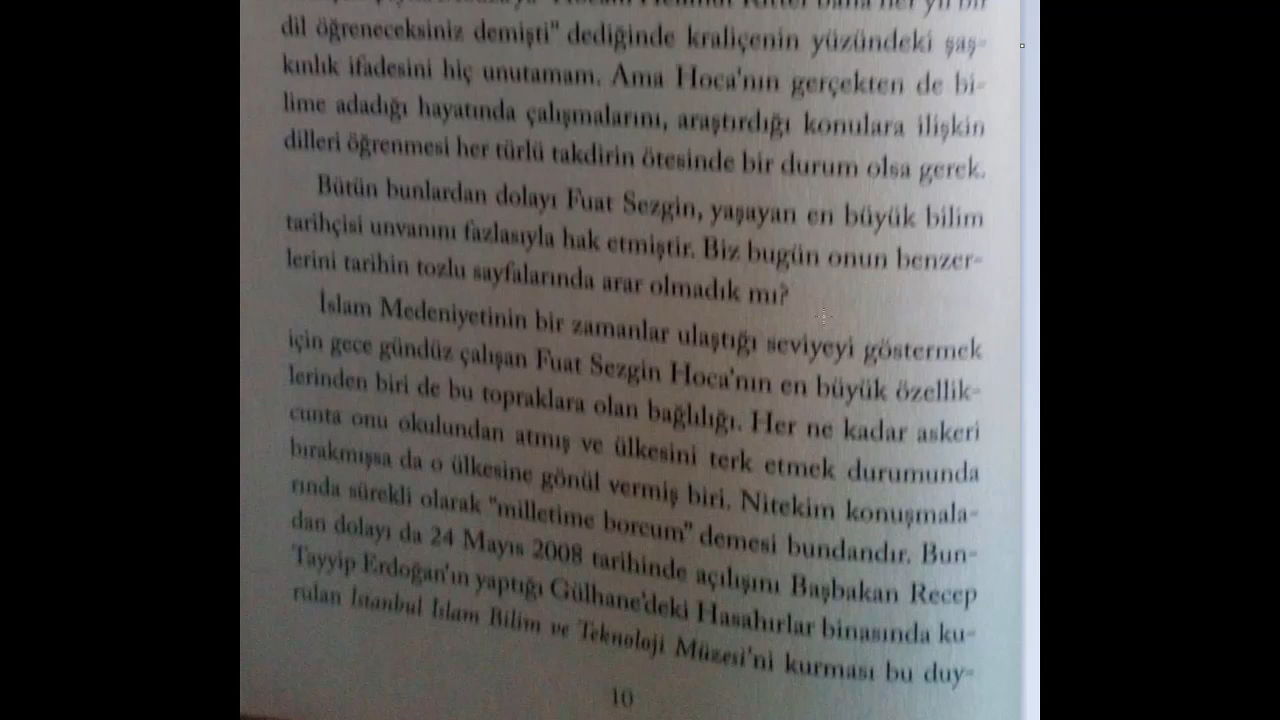 dil öğreneceksiniz demişti" dediğinde kraliçenin yüzündeki şaş-
kınlık ifadesini hiç unutamam. Ama Hoca'nın gerçekten de bi-
lime adadığı hayatında çalışmalarını, araştırdığı konulara ilişkin
dilleri öğrenmesi her türlü takdirin ötesinde bir durum olsa gerek.
Bütün bunlardan dolayı Fuat Sezgin, yaşayan en büyük bilim
tarihçisi unvanını fazlasıyla hak etmiştir. Biz bugün onun benzer-
lerini tarihin tozlu sayfalarında arar olmadık mı?
İslam Medeniyetinin bir zamanlar ulaştığı seviyeyi göstermek
için gece gündüz çalışan Fuat Sezgin Hoca'nın en büyük özellik-
lerinden biri de bu topraklara olan bağlılığı. Her ne kadar askeri
cunta onu okulundan atmış ve ülkesini terk etmek durumunda
bırakmışsa da o ülkesine gönül vermiş biri. Nitekim konuşmala-
rında sürekli olarak "milletime borcum" demesi bundandır. Bun-
dan dolayı da 24 Mayıs 2008 tarihinde açılışını Başbakan Recep
Tayyip Erdoğan'ın yaptığı Gülhane'deki Hasahırlar binasında ku-
rulan İstanbul İslam Bilim ve Teknoloji Müzesi'ni kurması bu duy-
10